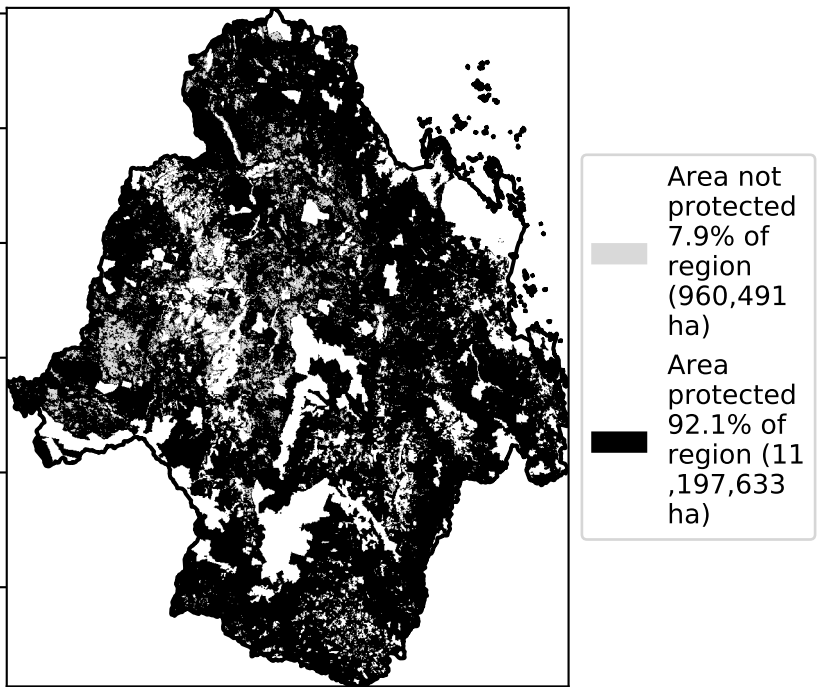 Area not
protected
7.9% of
region
(960,491
ha)
Area
protected
92.1% of
region (11
,197,633
ha)